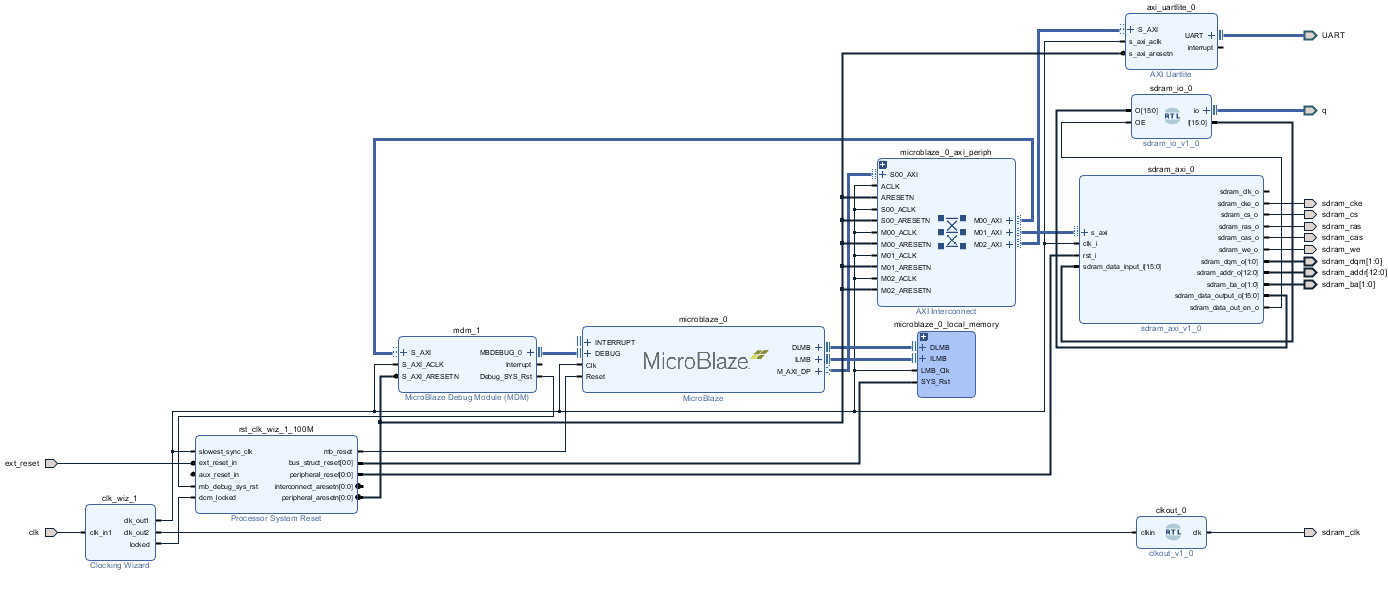 axi_uartlite_0
S_AXI
s_axi_aclk
s_axi_aresetn
UART
interrupt
AXI Uartlite
UART
sdram_io_0
O[15:0]
OE
RTL
io
I[15:0]
sdram_io_v1_0
q
microblaze_0_axi_periph
S00_AXI
ACLK
ARESETN
S00_ACLK
S00_ARESETN
M00_ACLK
M00_ARESETN
M01_ACLK
M01_ARESETN
M02_ACLK
M02_ARESETN
M00_AXI
M01_AXI
M02_AXI
AXI Interconnect
sdram_axi_0
s_axi
clk_i
rst_i
sdram_data_input_i[15:0]
sdram_clk_o
sdram_cke_o
sdram_cs_o
sdram_ras_o
sdram_cas_o
sdram_we_o
sdram_dqm_o[1:0]
sdram_addr_o[12:0]
sdram_ba_o[1:0]
sdram_data_output_o[15:0]
sdram_data_out_en_o
sdram_axi_v1_0
sdram_cke
sdram_cs
sdram_ras
sdram_cas
sdram_we
sdram_dqm[1:0]
sdram_addr[12:0]
sdram_ba[1:0]
mdm_1
S_AXI
S_AXI_ACLK
S_AXI_ARESETN
MBDEBUG_0
Interrupt
Debug_SYS_Rst
MicroBlaze Debug Module (MDM)
microblaze_0
INTERRUPT
DEBUG
Clk
Reset
MicroBlaze
DLMB
ILMB
M_AXI_DP
MicroBlaze
microblaze_0_local_memory
DLMB
ILMB
LMB_Clk
SYS_Rst
rst_clk_wiz_1_100M
slowest_sync_clk
ext_reset_in
aux_reset_in
mb_debug_sys_rst
dcm_locked
mb_reset
bus_struct_reset[0:0]
peripheral_reset[0:0]
interconnect_aresetn[0:0]
peripheral_aresetn[0:0]
Processor System Reset
ext_reset
clk_wiz_1
clk_in1
clk_out1
clk_out2
locked
Clocking Wizard
clk
clkout_0
clkin
RTL
clk
clkout_v1_0
sdram_clk